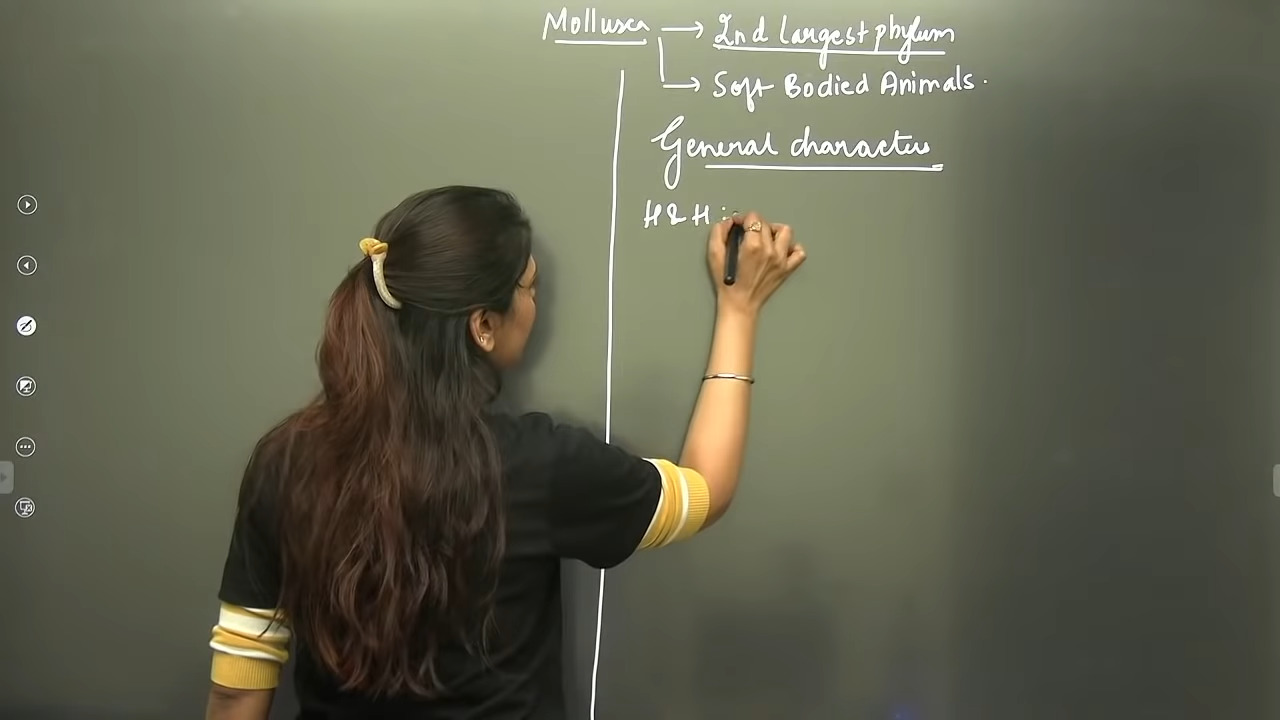 Mollusca → 2nd largest phylum
→ Soft Bodied Animals.
General characters
H & H :-